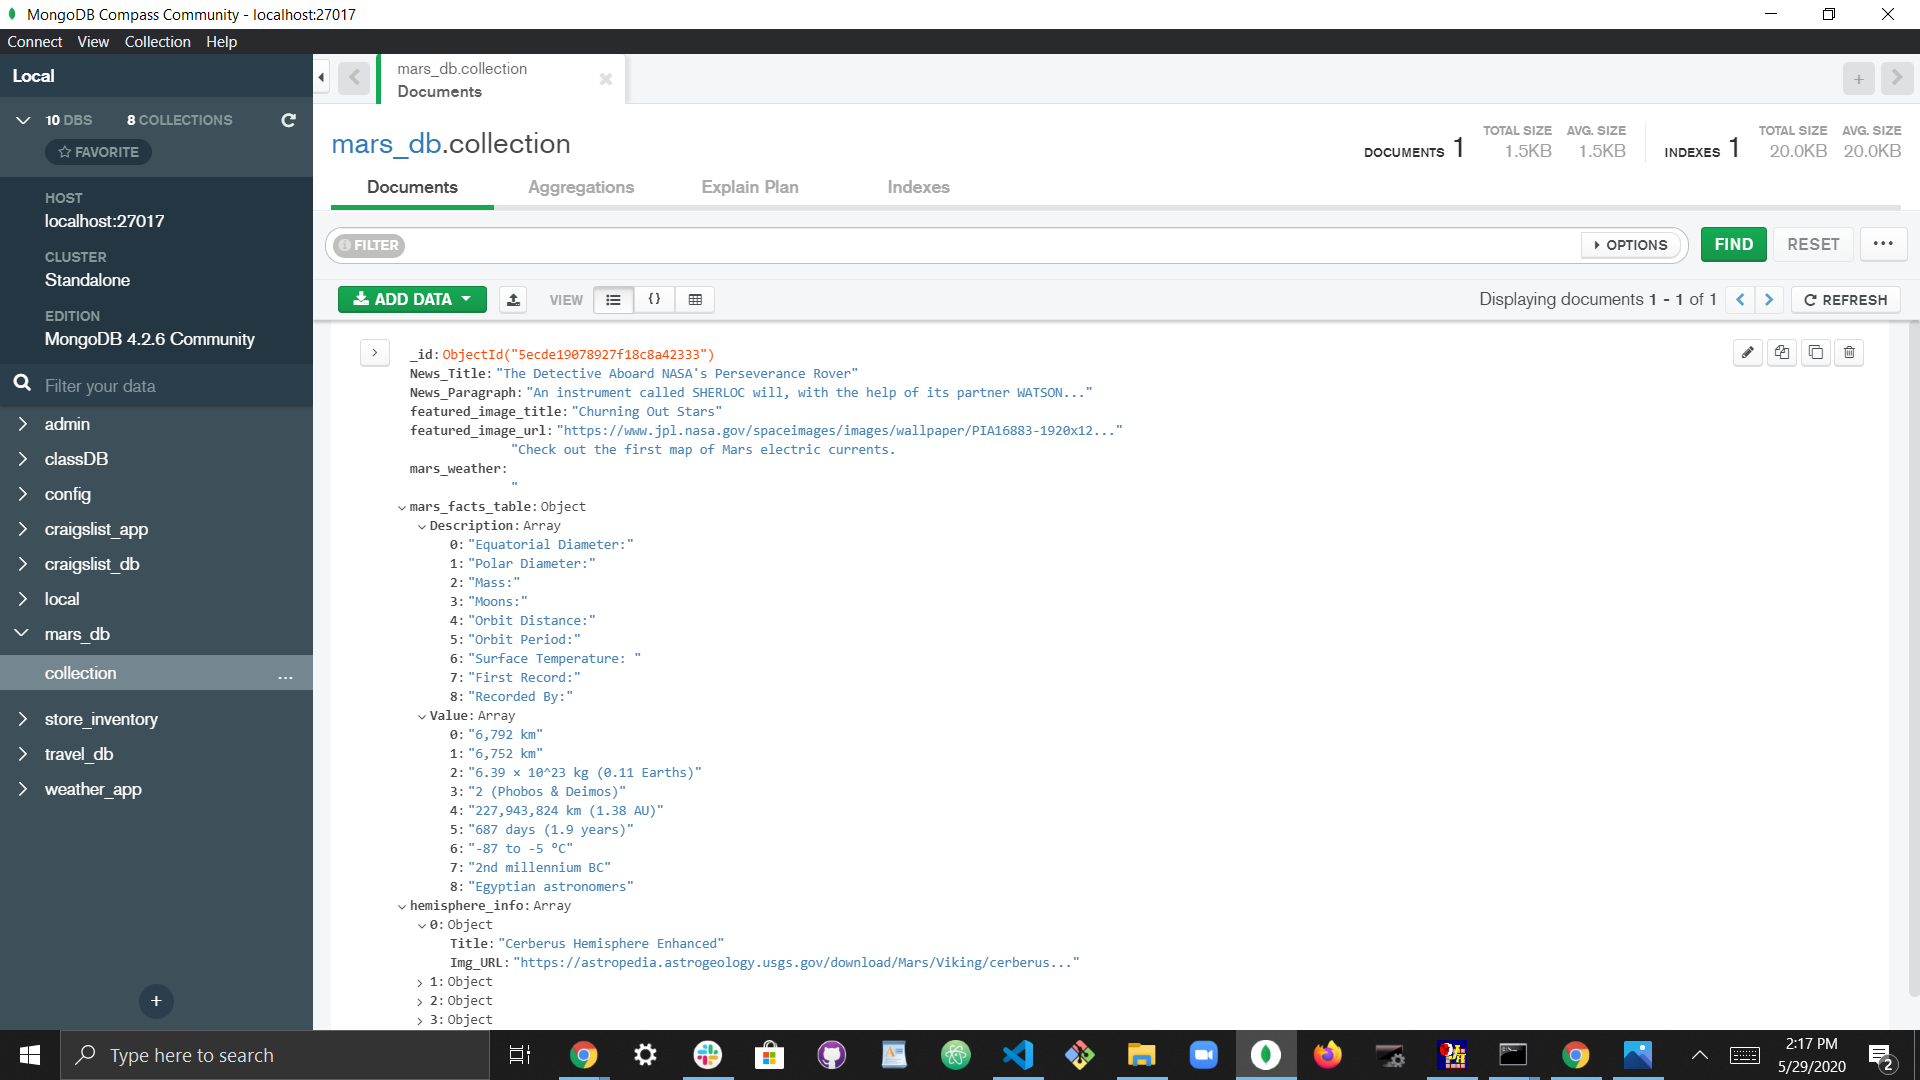 MongoDB Compass Community - localhost:27017
Connect View Collection Help
Local
10 DBS 8 COLLECTIONS
FAVORITE
HOST
localhost:27017
CLUSTER
Standalone
EDITION
MongoDB 4.2.6 Community
Filter your data
admin
classDB
config
craigslist_app
craigslist_db
local
mars_db
collection ...
store_inventory
travel_db
weather_app
+
mars_db.collection
Documents
mars_db.collection
DOCUMENTS 1 TOTAL SIZE 1.5KB AVG. SIZE 1.5KB INDEXES 1 TOTAL SIZE 20.0KB AVG. SIZE 20.0KB
Documents Aggregations Explain Plan Indexes
FILTER OPTIONS FIND RESET ...
ADD DATA VIEW {} Displaying documents 1 - 1 of 1 REFRESH
_id:ObjectId("5ecde19078927f18c8a42333")
News_Title:"The Detective Aboard NASA's Perseverance Rover"
News_Paragraph:"An instrument called SHERLOC will, with the help of its partner WATSON..."
featured_image_title:"Churning Out Stars"
featured_image_url:"https://www.jpl.nasa.gov/spaceimages/images/wallpaper/PIA16883-1920x12..."
"Check out the first map of Mars electric currents.
mars_weather:
"
mars_facts_table:Object
Description:Array
0:"Equatorial Diameter:"
1:"Polar Diameter:"
2:"Mass:"
3:"Moons:"
4:"Orbit Distance:"
5:"Orbit Period:"
6:"Surface Temperature: "
7:"First Record:"
8:"Recorded By:"
Value:Array
0:"6,792 km"
1:"6,752 km"
2:"6.39 × 10^23 kg (0.11 Earths)"
3:"2 (Phobos & Deimos)"
4:"227,943,824 km (1.38 AU)"
5:"687 days (1.9 years)"
6:"-87 to -5 °C"
7:"2nd millennium BC"
8:"Egyptian astronomers"
hemisphere_info:Array
0:Object
Title:"Cerberus Hemisphere Enhanced"
Img_URL:"https://astropedia.astrogeology.usgs.gov/download/Mars/Viking/cerberus..."
1:Object
2:Object
3:Object
Type here to search
2:17 PM
5/29/2020
2